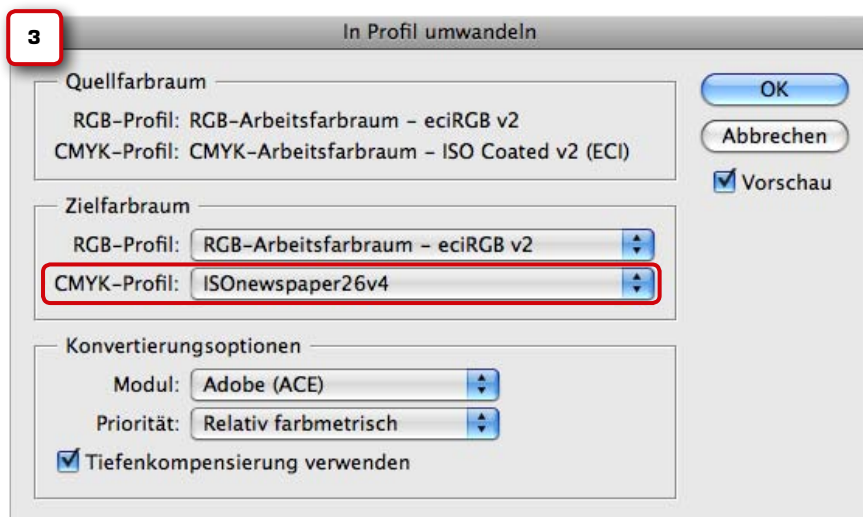 3
In Profil umwandeln
Quellfarbraum
RGB-Profil: RGB-Arbeitsfarbraum – eciRGB v2
CMYK-Profil: CMYK-Arbeitsfarbraum – ISO Coated v2 (ECI)
OK
Abbrechen
Vorschau
Zielfarbraum
RGB-Profil: RGB-Arbeitsfarbraum – eciRGB v2
CMYK-Profil: ISOnewspaper26v4
Konvertierungsoptionen
Modul: Adobe (ACE)
Priorität: Relativ farbmetrisch
Tiefenkompensierung verwenden